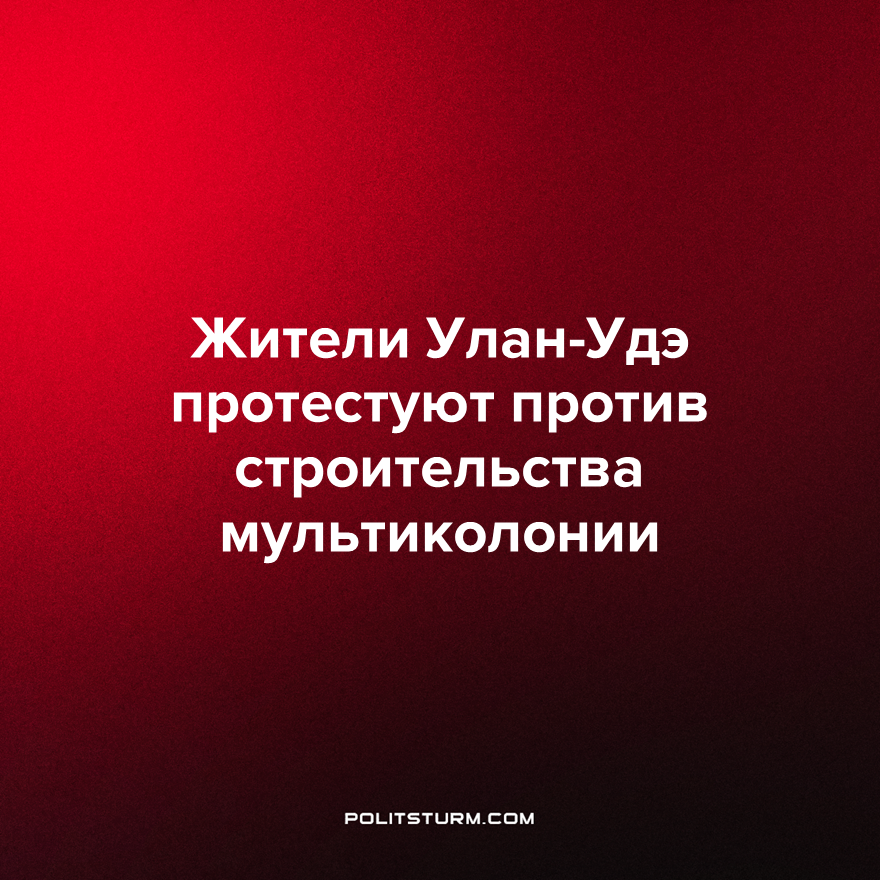 Жители Улан-Удэ
протестуют против
строительства
мультиколонии
POLITSTURM.COM